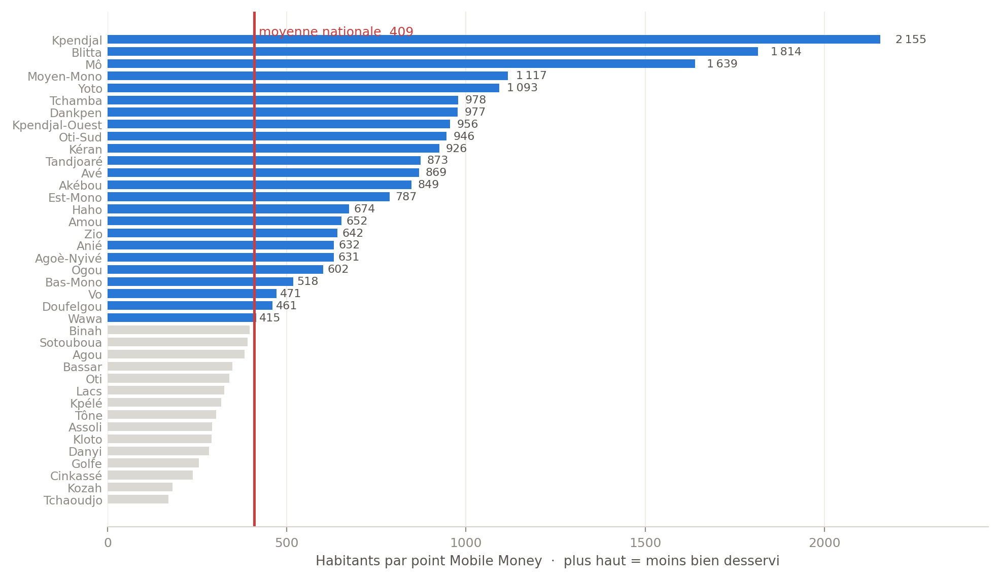 moyenne nationale 409
Kpendjal 2 155
Blitta 1 814
Mô 1 639
Moyen-Mono 1 117
Yoto 1 093
Tchamba 978
Dankpen 977
Kpendjal-Ouest 956
Oti-Sud 946
Kéran 926
Tandjoaré 873
Avé 869
Akébou 849
Est-Mono 787
Haho 674
Amou 652
Zio 642
Anié 632
Agoè-Nyivé 631
Ogou 602
Bas-Mono 518
Vo 471
Doufelgou 461
Wawa 415
Binah
Sotouboua
Agou
Bassar
Oti
Lacs
Kpélé
Tône
Assoli
Kloto
Danyi
Golfe
Cinkassé
Kozah
Tchaoudjo
0 500 1000 1500 2000
Habitants par point Mobile Money · plus haut = moins bien desservi